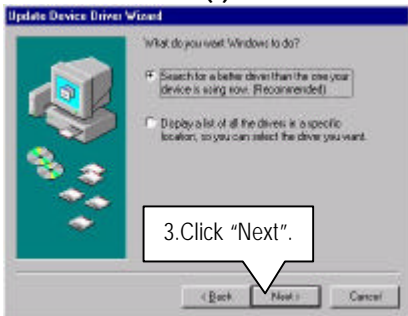 Update Device Driver Wizard
What do you want Windows to do?
Search for a better driver than the one your
device is using now. (Recommended)
Display a list of all the drivers in a specific
location, so you can select the driver you want.
3.Click “Next”.
< Back
Next >
Cancel